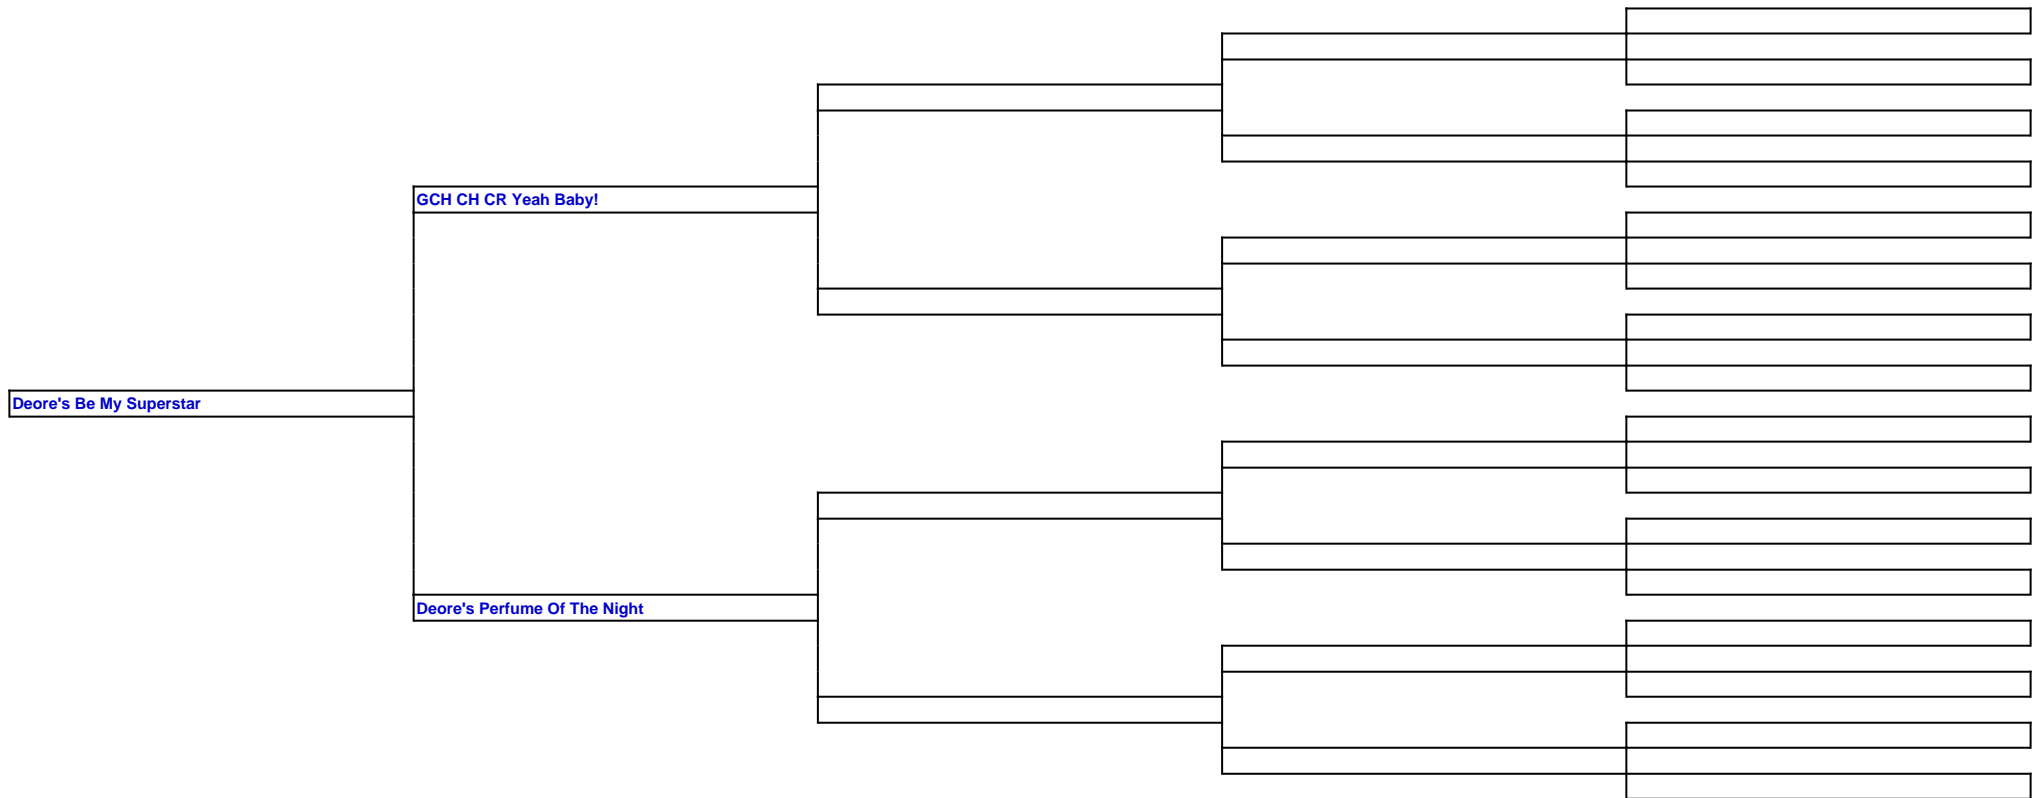 GCH CH CR Yeah Baby!
Deore's Be My Superstar
Deore's Perfume Of The Night